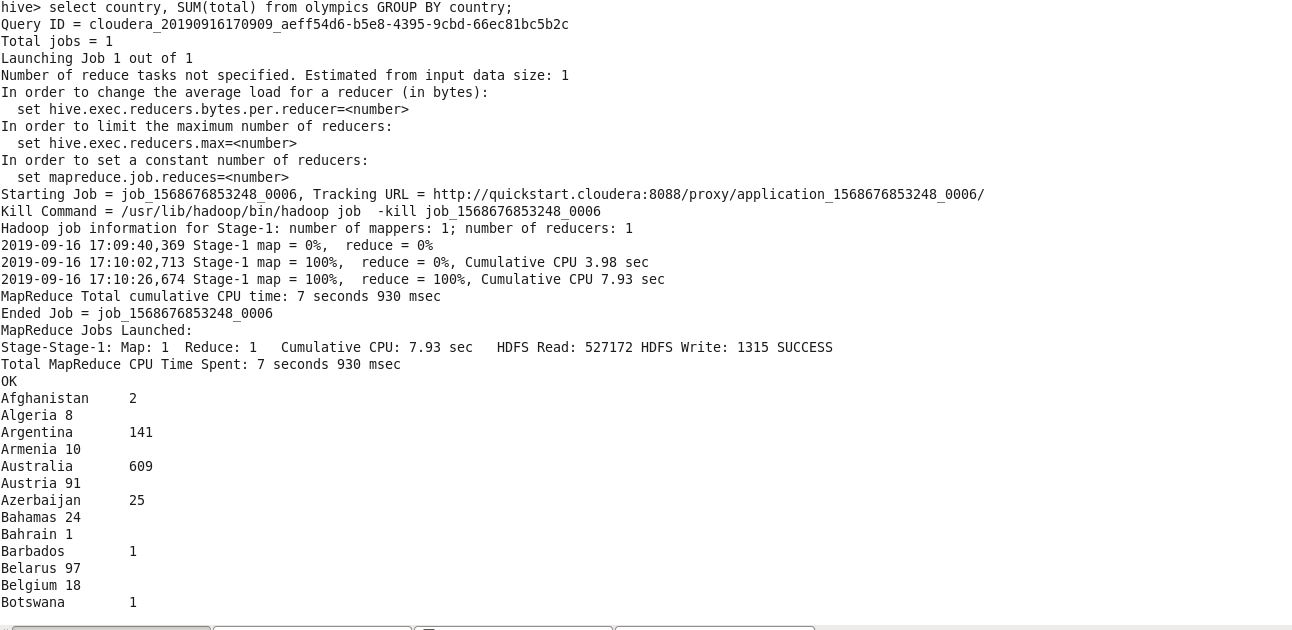 hive> select country, SUM(total) from olympics GROUP BY country;
Query ID = cloudera_20190916170909_aeff54d6-b5e8-4395-9cbd-66ec81bc5b2c
Total jobs = 1
Launching Job 1 out of 1
Number of reduce tasks not specified. Estimated from input data size: 1
In order to change the average load for a reducer (in bytes):
  set hive.exec.reducers.bytes.per.reducer=<number>
In order to limit the maximum number of reducers:
  set hive.exec.reducers.max=<number>
In order to set a constant number of reducers:
  set mapreduce.job.reduces=<number>
Starting Job = job_1568676853248_0006, Tracking URL = http://quickstart.cloudera:8088/proxy/application_1568676853248_0006/
Kill Command = /usr/lib/hadoop/bin/hadoop job  -kill job_1568676853248_0006
Hadoop job information for Stage-1: number of mappers: 1; number of reducers: 1
2019-09-16 17:09:40,369 Stage-1 map = 0%,  reduce = 0%
2019-09-16 17:10:02,713 Stage-1 map = 100%,  reduce = 0%, Cumulative CPU 3.98 sec
2019-09-16 17:10:26,674 Stage-1 map = 100%,  reduce = 100%, Cumulative CPU 7.93 sec
MapReduce Total cumulative CPU time: 7 seconds 930 msec
Ended Job = job_1568676853248_0006
MapReduce Jobs Launched:
Stage-Stage-1: Map: 1  Reduce: 1   Cumulative CPU: 7.93 sec   HDFS Read: 527172 HDFS Write: 1315 SUCCESS
Total MapReduce CPU Time Spent: 7 seconds 930 msec
OK
Afghanistan     2
Algeria 8
Argentina       141
Armenia 10
Australia       609
Austria 91
Azerbaijan      25
Bahamas 24
Bahrain 1
Barbados        1
Belarus 97
Belgium 18
Botswana        1